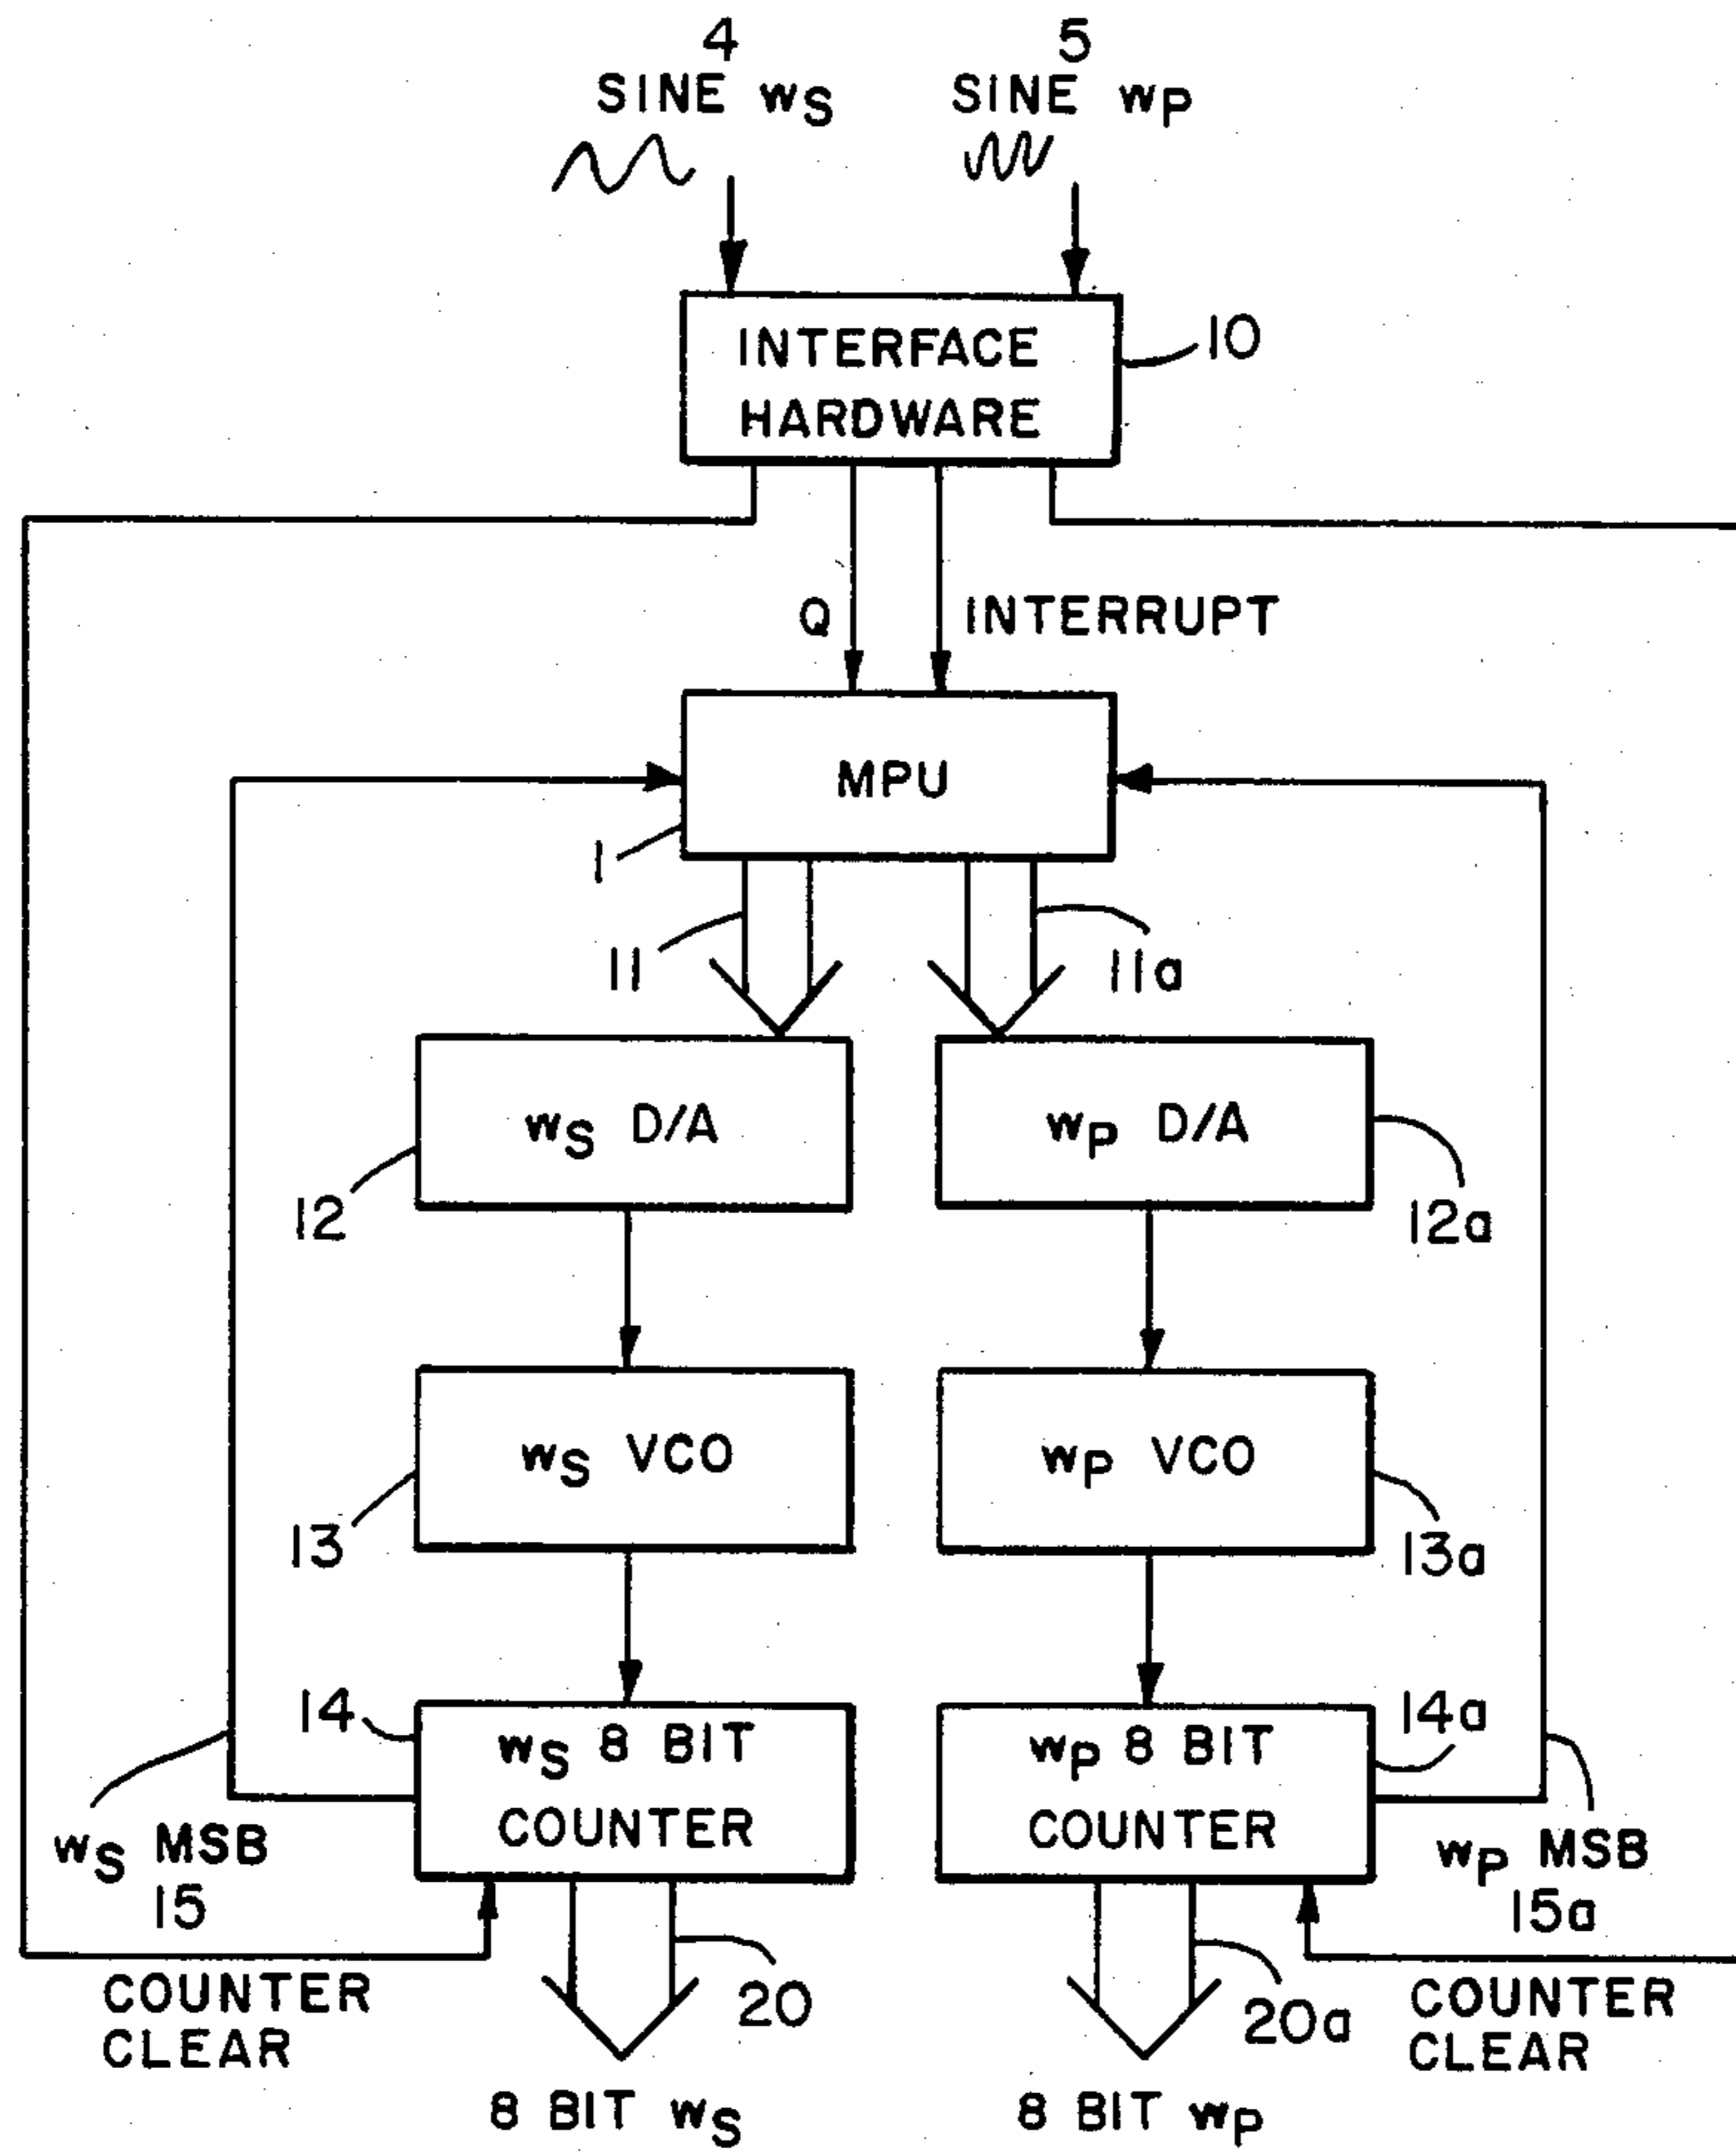 4
SINE wS
5
SINE wP
INTERFACE
HARDWARE
10
Q
INTERRUPT
MPU
1
11
11a
wS D/A
wP D/A
12
12a
wS VCO
wP VCO
13
13a
14
wS 8 BIT
COUNTER
wP 8 BIT
COUNTER
14a
wS MSB
15
wP MSB
15a
COUNTER
CLEAR
20
20a
COUNTER
CLEAR
8 BIT wS
8 BIT wP